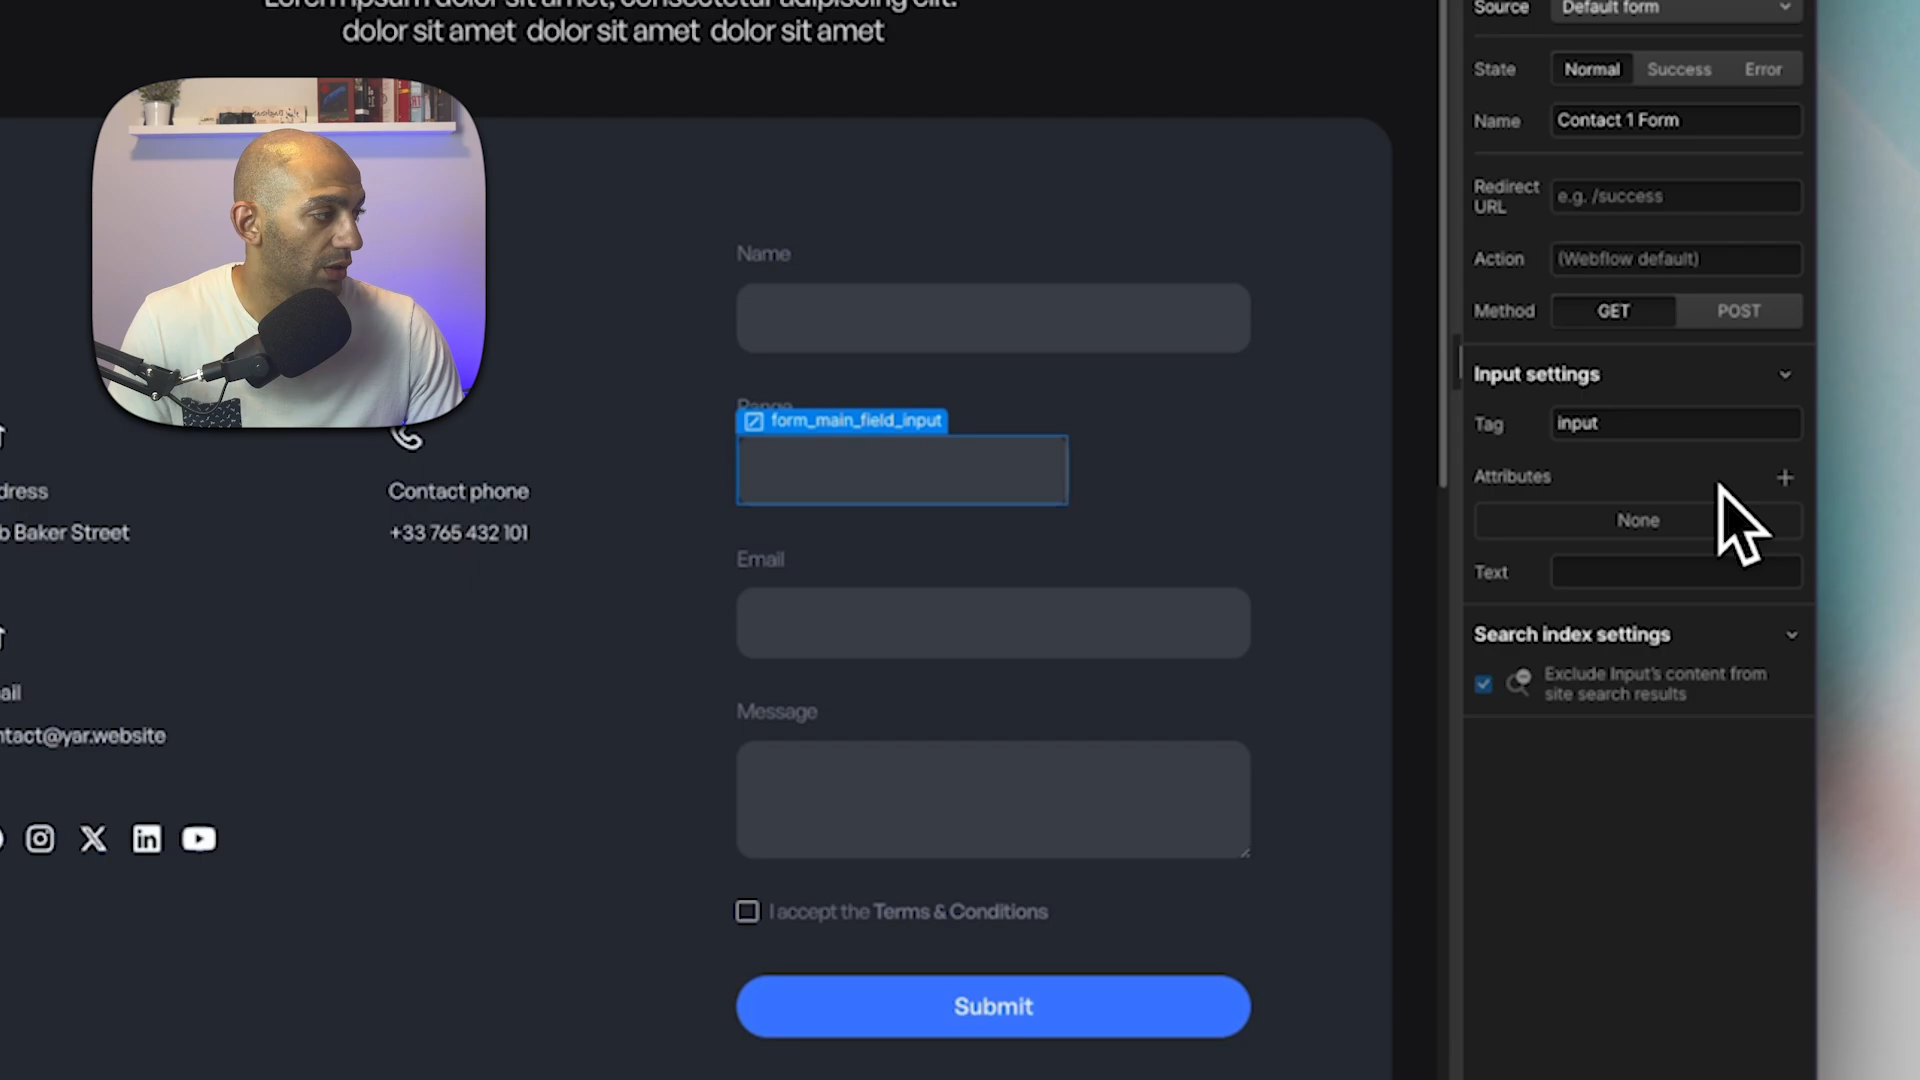 dolor sit amet dolor sit amet dolor sit amet
Contact phone
b Baker Street
+33 765 432 101
ntact@yar.website
Name
form_main_field_input
Email
Message
I accept the Terms & Conditions
Submit
Source
Default form
State
Normal
Success
Error
Name
Contact 1 Form
Redirect
URL
e.g. /success
Action
(Webflow default)
Method
GET
POST
Input settings
Tag
input
Attributes
None
Text
Search index settings
Exclude Input's content from
site search results